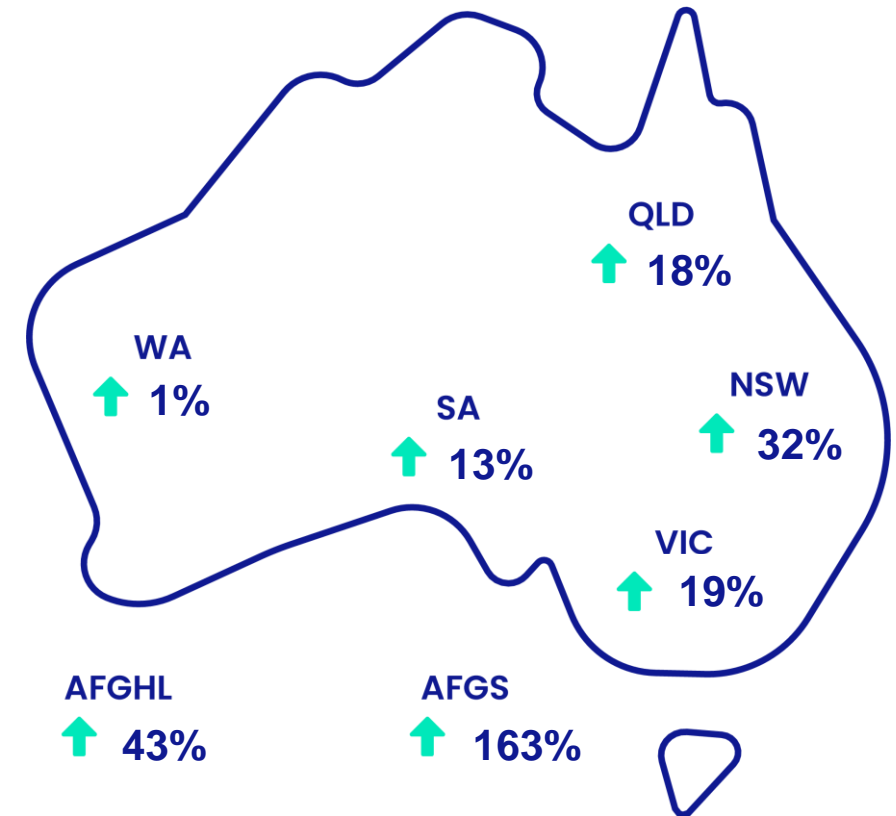 QLD
18%
WA
1%
NSW
32%
SA
13%
VIC
19%
AFGHL
43%
AFGS
163%